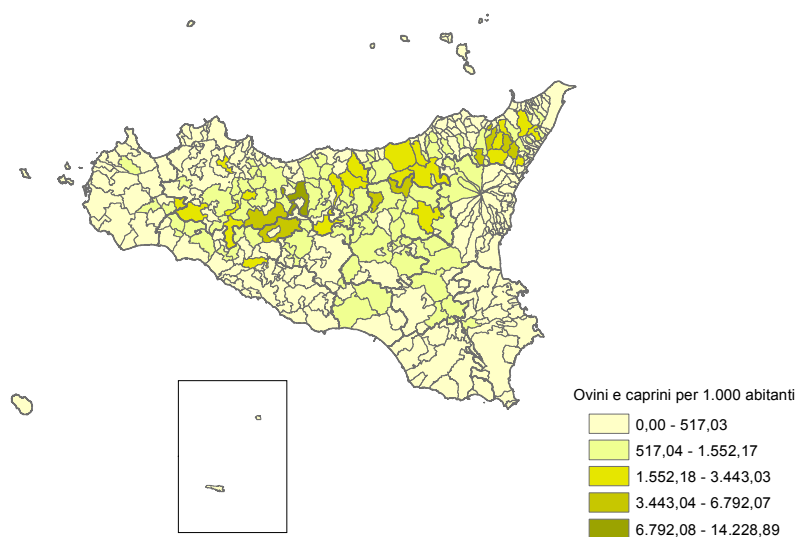 Ovini e caprini per 1.000 abitanti
0,00 - 517,03
517,04 - 1.552,17
1.552,18 - 3.443,03
3.443,04 - 6.792,07
6.792,08 - 14.228,89